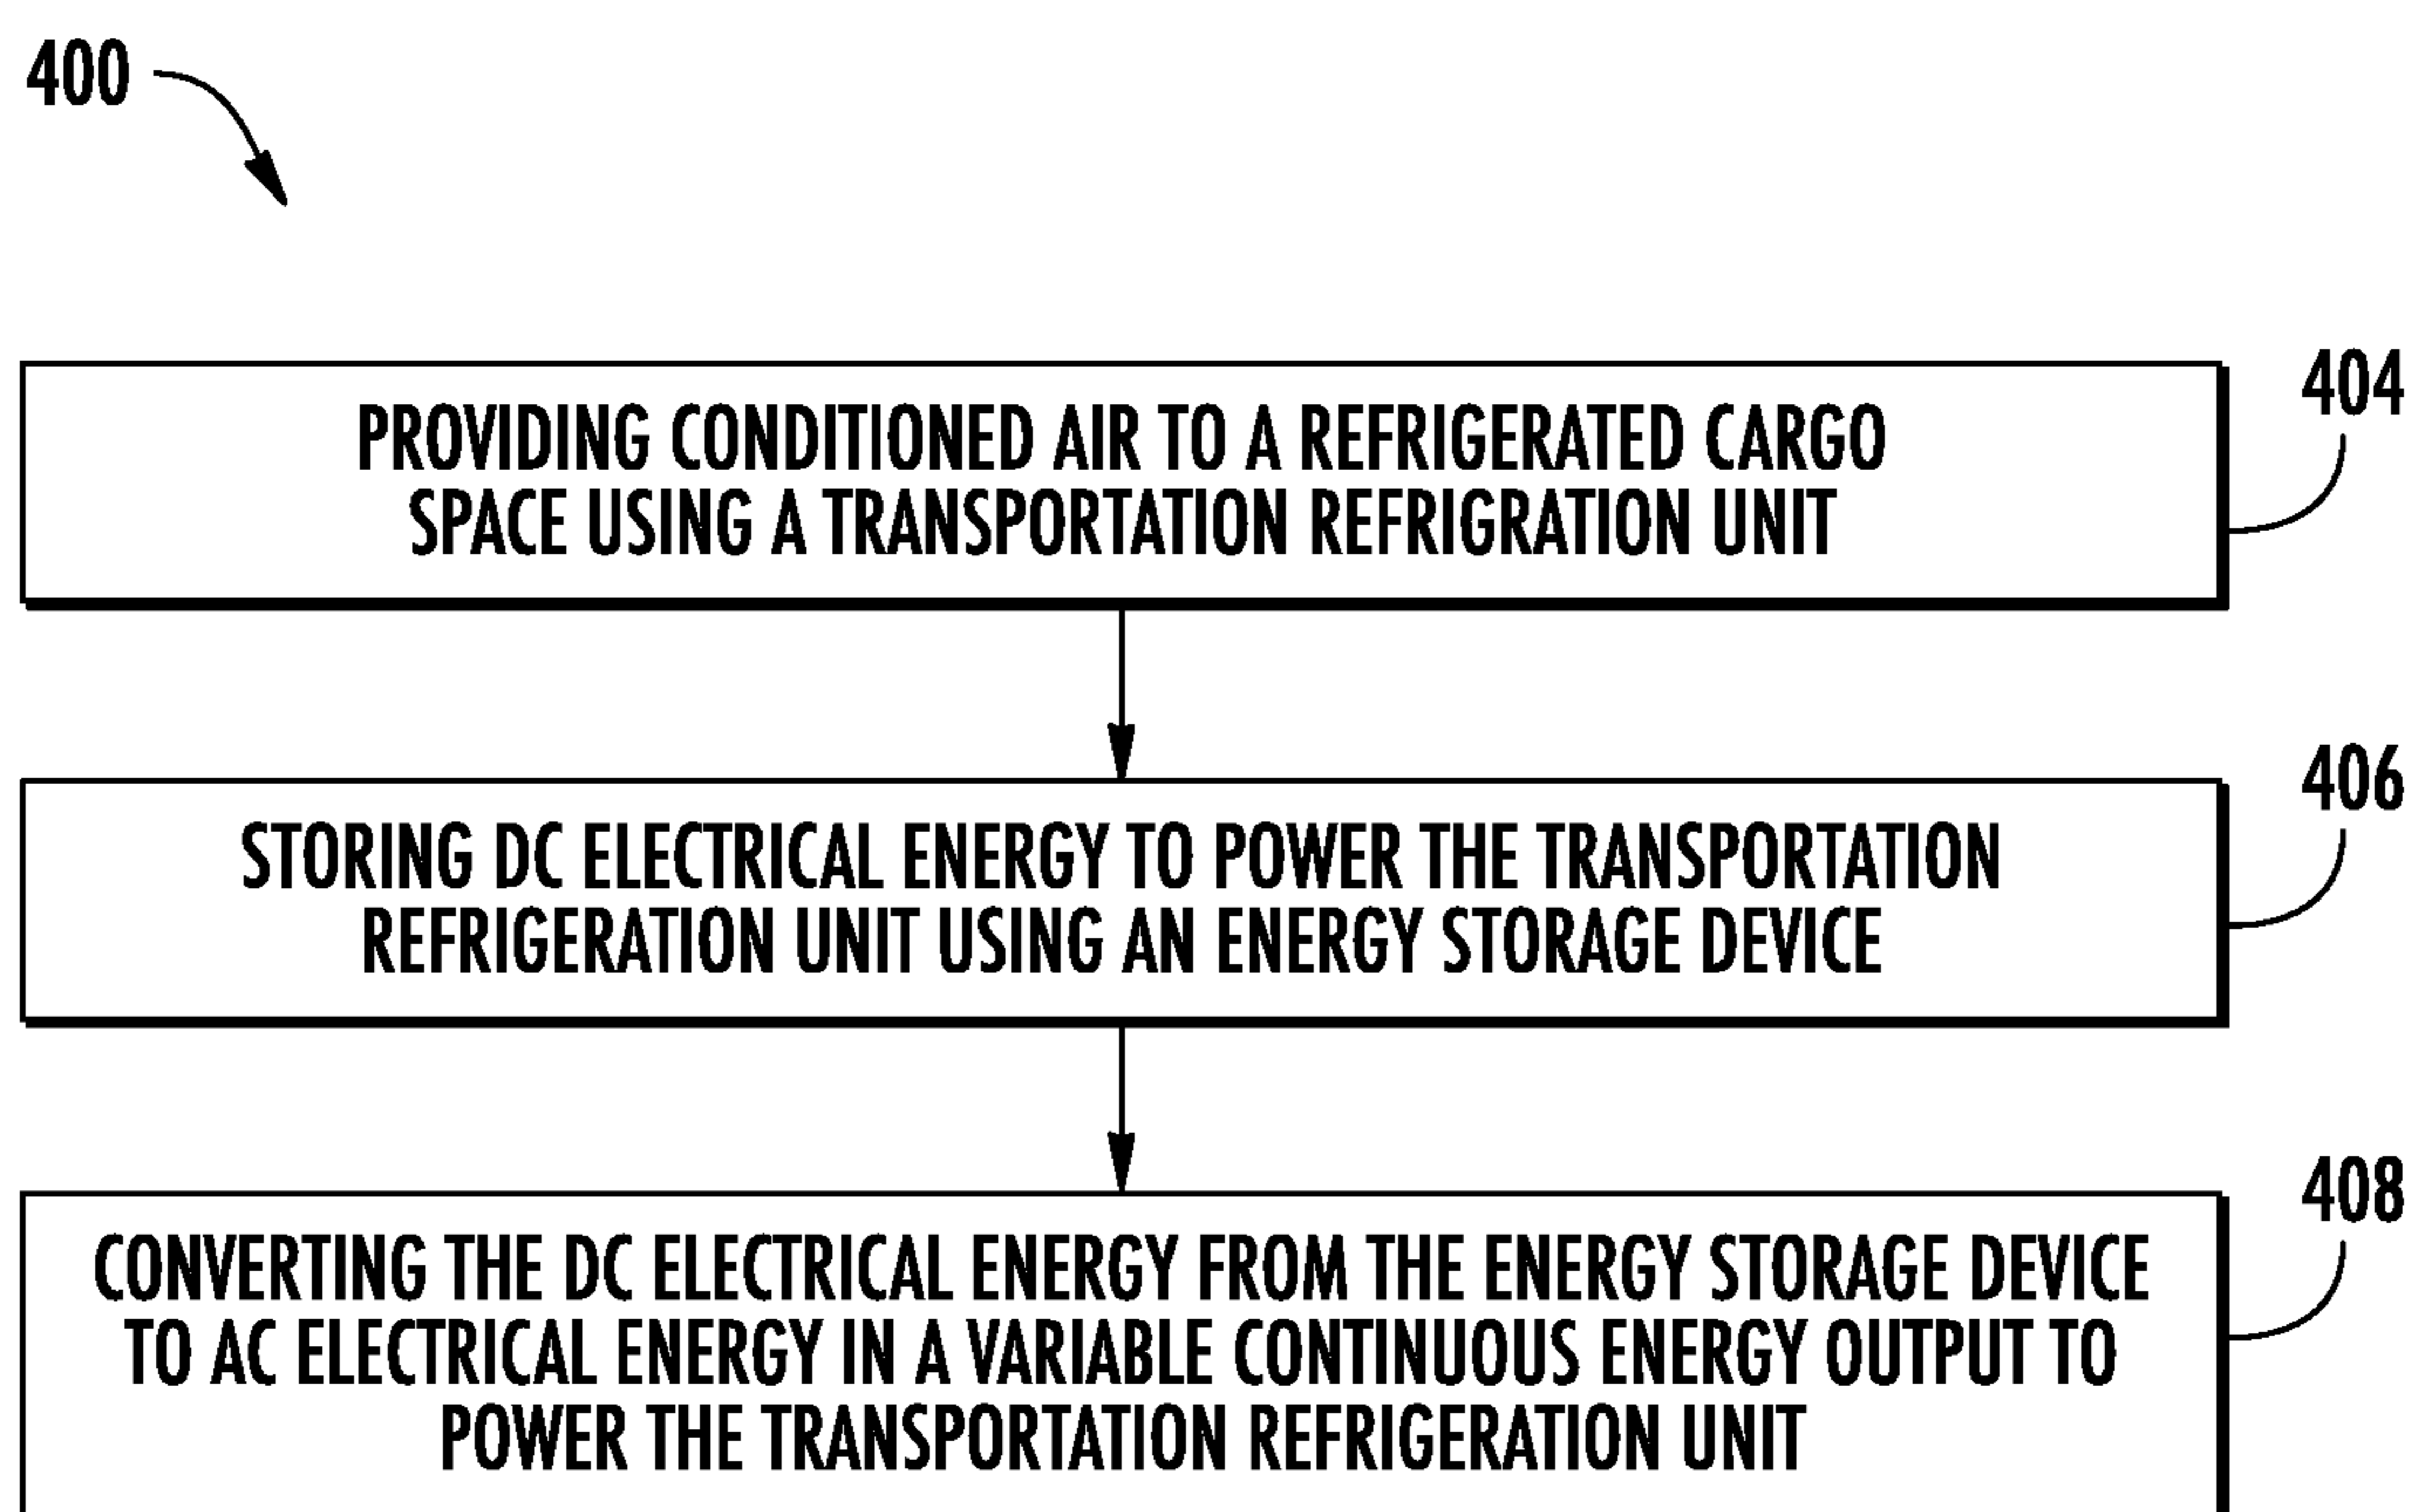 400
404
PROVIDING CONDITIONED AIR TO A REFRIGERATED CARGO
SPACE USING A TRANSPORTATION REFRIGRATION UNIT
406
STORING DC ELECTRICAL ENERGY TO POWER THE TRANSPORTATION
REFRIGERATION UNIT USING AN ENERGY STORAGE DEVICE
408
CONVERTING THE DC ELECTRICAL ENERGY FROM THE ENERGY STORAGE DEVICE
TO AC ELECTRICAL ENERGY IN A VARIABLE CONTINUOUS ENERGY OUTPUT TO
POWER THE TRANSPORTATION REFRIGERATION UNIT